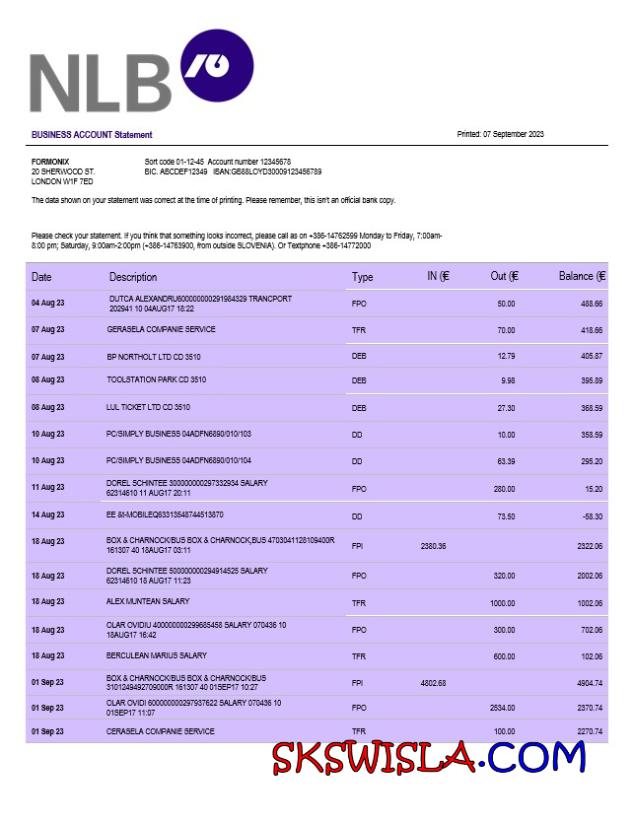 NLB
BUSINESS ACCOUNT Statement Printed: 07 September 2023
FORMONIX Sort code 01-12-45 Account number 12345678
20 SHERWOOD ST. BIC. ABCDEF12349 ISAN:GB88LOYD30009123456789
LONDON W1F 7ED
The data shown on your statement was correct at the time of printing. Please remember, this isn't an official bank copy.
Please check your statement. If you think that something looks incorrect, please call as on +386-14762599 Monday to Friday, 7:00am-
8:00 pm; Saturday, 9:00am-2:00pm (+386-14763900, from outside SLOVENIA). Or Textphone +386-14772000
Date Description Type IN (€ Out (€ Balance (€
04 Aug 23 DUTCA ALEXANDRU600000000291984329 TRANCPORT
202941 10 04AUG17 18:22 FPO 50.00 488.66
07 Aug 23 GERASELA COMPANIE SERVICE TFR 70.00 418.66
07 Aug 23 BP NORTHOLT LTD CD 3510 DEB 12.79 405.87
08 Aug 23 TOOLSTATION PARK CD 3510 DEB 9.98 395.89
08 Aug 23 LUL TICKET LTD CD 3510 DEB 27.30 368.59
10 Aug 23 PC/SIMPLY BUSINESS 04ADFN6890/010/103 DD 10.00 358.59
10 Aug 23 PC/SIMPLY BUSINESS 04ADFN6890/010/104 DD 63.39 295.20
11 Aug 23 DOREL SCHINTEE 300000000297332934 SALARY
62314610 11 AUG17 20:11 FPO 280.00 15.20
14 Aug 23 EE &t-MOBILEQ63313548744513870 DD 73.50 -58.30
18 Aug 23 BOX & CHARNOCK/BUS BOX & CHARNOCK,BUS 4703041128109400R
161307 40 18AUG17 03:11 FPI 2380.36 2322.06
18 Aug 23 DOREL SCHINTEE 500000000294914525 SALARY
62314610 18 AUG17 11:23 FPO 320.00 2002.06
18 Aug 23 ALEX MUNTEAN SALARY TFR 1000.00 1002.06
18 Aug 23 OLAR OVIDIU 400000000299685458 SALARY 070436 10
18AUG17 16:42 FPO 300.00 702.06
18 Aug 23 BERCULEAN MARIUS SALARY TFR 600.00 102.06
01 Sep 23 BOX & CHARNOCK/BUS BOX & CHARNOCK/BUS
3101249492709000R 161307 40 01SEP17 10:27 FPI 4802.68 4904.74
01 Sep 23 OLAR OVIDI 600000000297937622 SALARY 070436 10
01SEP17 11:07 FPO 2534.00 2370.74
01 Sep 23 CERASELA COMPANIE SERVICE TFR 100.00 2270.74
SKSWISLA.COM